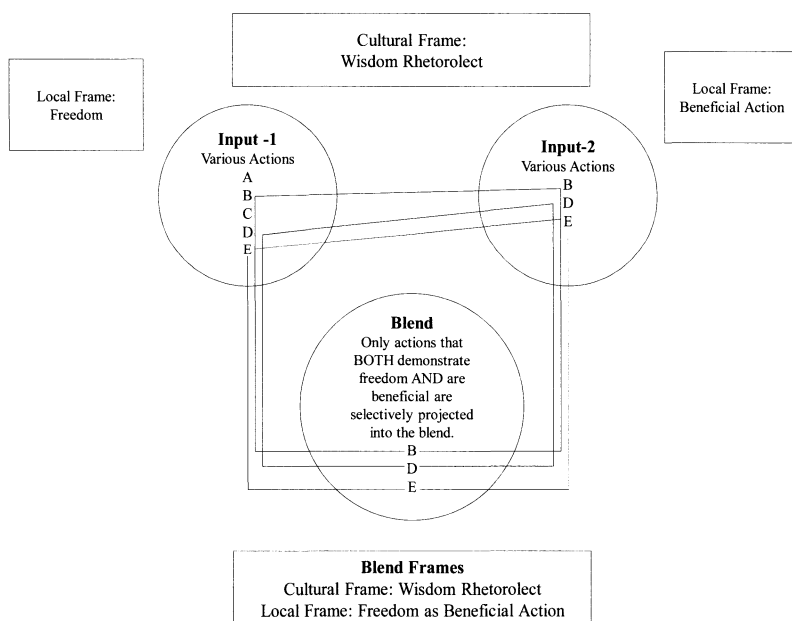 Cultural Frame:
Wisdom Rhetorolect
Local Frame:
Freedom
Local Frame:
Beneficial Action
Input -1
Various Actions
A
B
C
D
E
Input-2
Various Actions
B
D
E
Blend
Only actions that
BOTH demonstrate
freedom AND are
beneficial are
selectively projected
into the blend.
B
D
E
Blend Frames
Cultural Frame: Wisdom Rhetorolect
Local Frame: Freedom as Beneficial Action